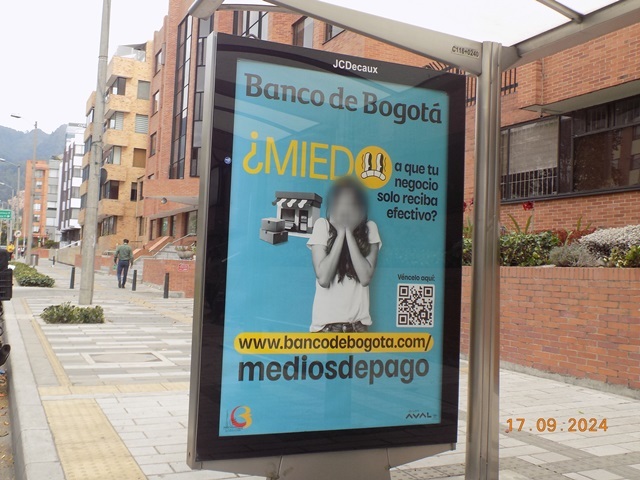 JCDecaux
Banco de Bogotá
¿MIEDO
a que tu
negocio
solo reciba
efectivo?
Véncelo aquí:
www.bancodebogota.com/
mediosdepago
AVAL
17.09.2024